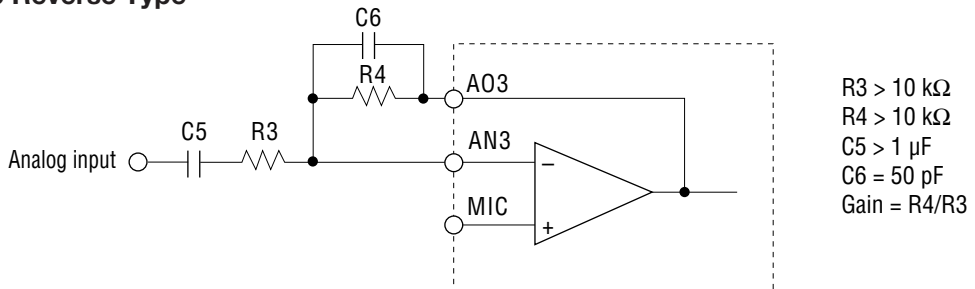 Reverse Type
C6
R4
AO3
C5
R3
AN3
Analog input
MIC
–
+
R3 > 10 kΩ
R4 > 10 kΩ
C5 > 1 µF
C6 = 50 pF
Gain = R4/R3